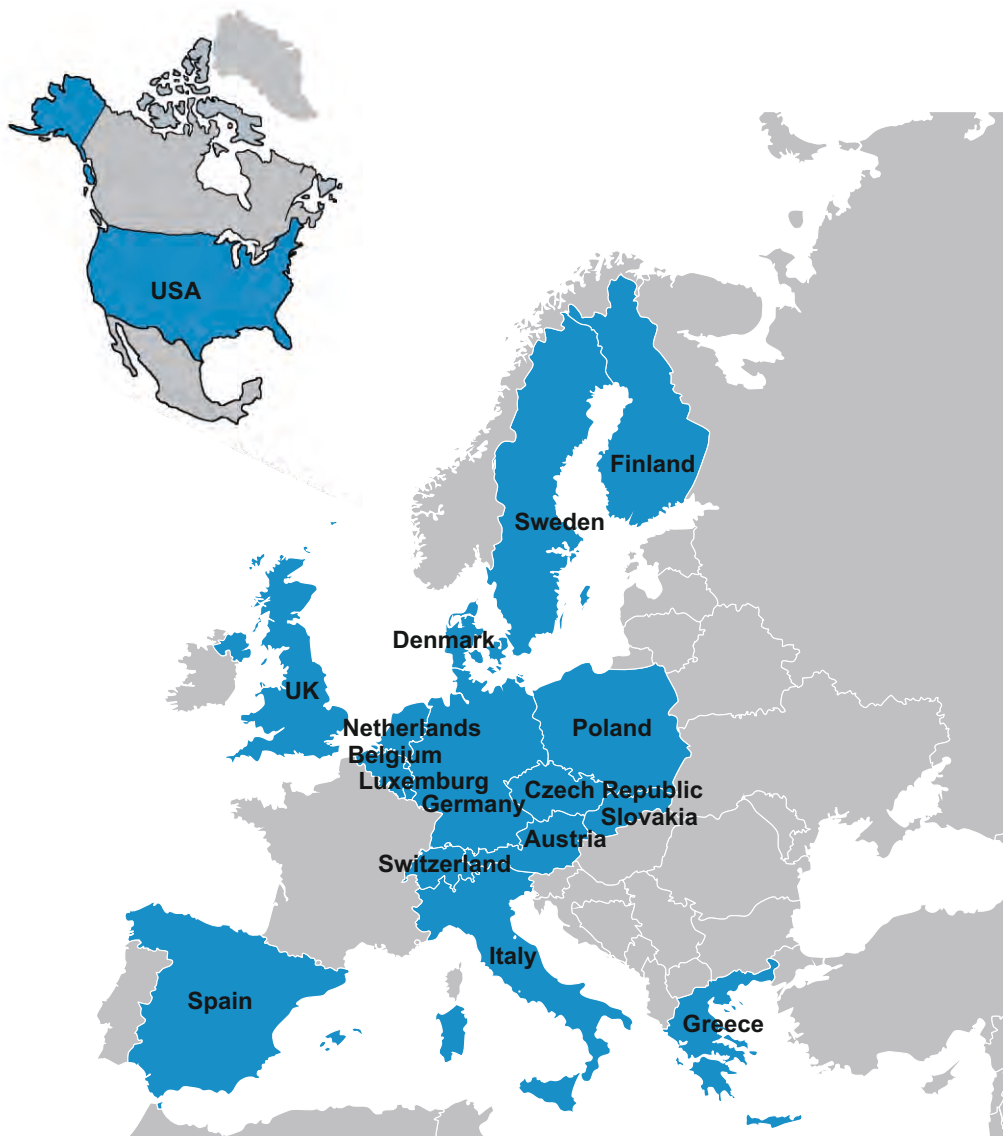 USA
Finland
Sweden
Denmark
UK
Netherlands
Poland
Belgium
Luxemburg
Czech Republic
Germany
Slovakia
Austria
Switzerland
Italy
Spain
Greece